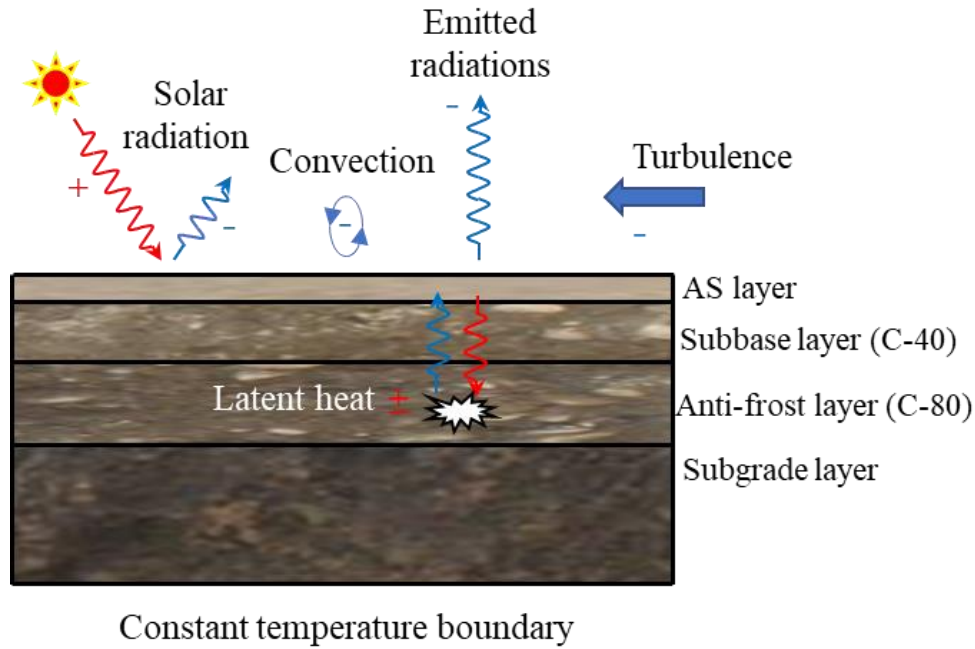 Emitted
radiations
Solar
radiation
Convection
Turbulence
+
-
-
-
-
AS layer
Subbase layer (C-40)
Latent heat ±
Anti-frost layer (C-80)
Subgrade layer
Constant temperature boundary